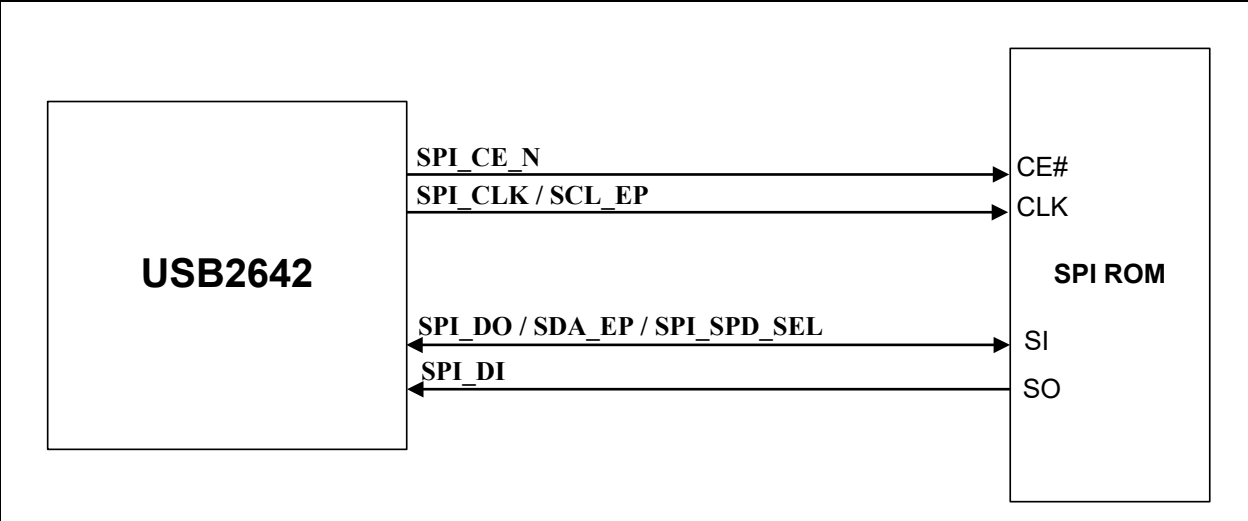 SPI_CE_N
CE#
SPI_CLK / SCL_EP
CLK
USB2642
SPI ROM
SPI_DO / SDA_EP / SPI_SPD_SEL
SI
SPI_DI
SO